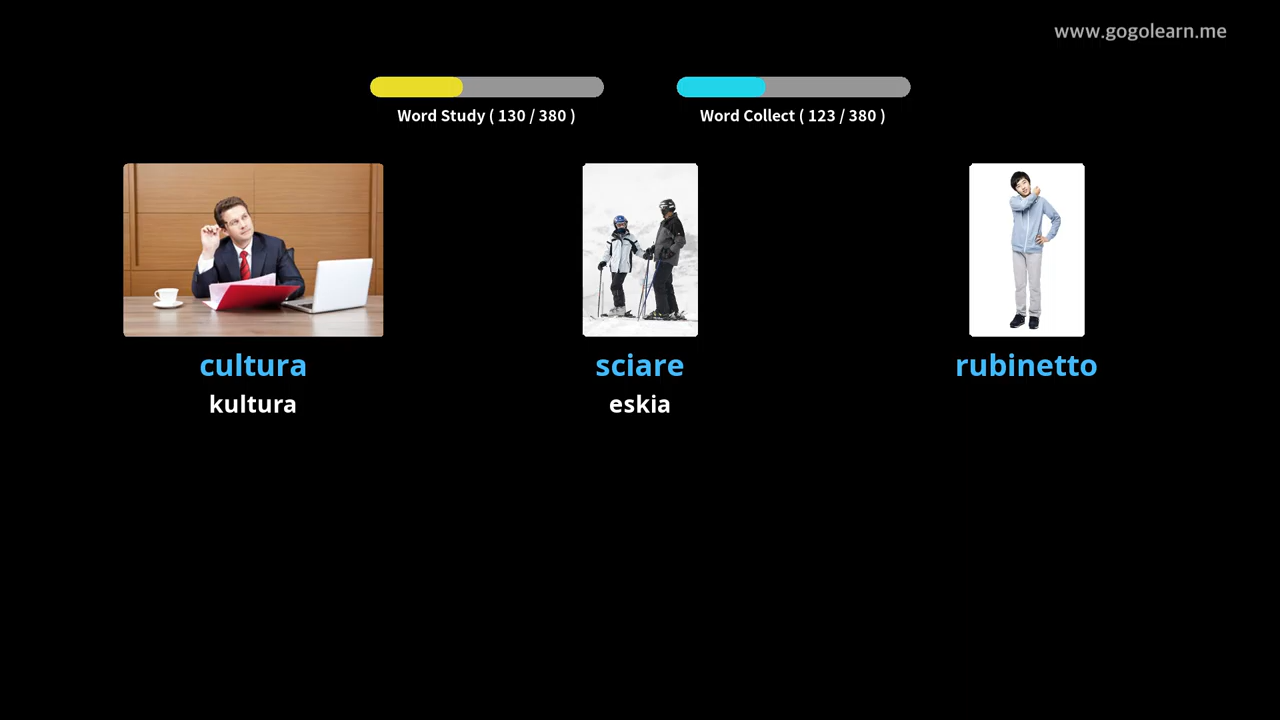 www.gogolearn.me
Word Study ( 130 / 380 )
Word Collect ( 123 / 380 )
cultura
sciare
rubinetto
kultura
eskia